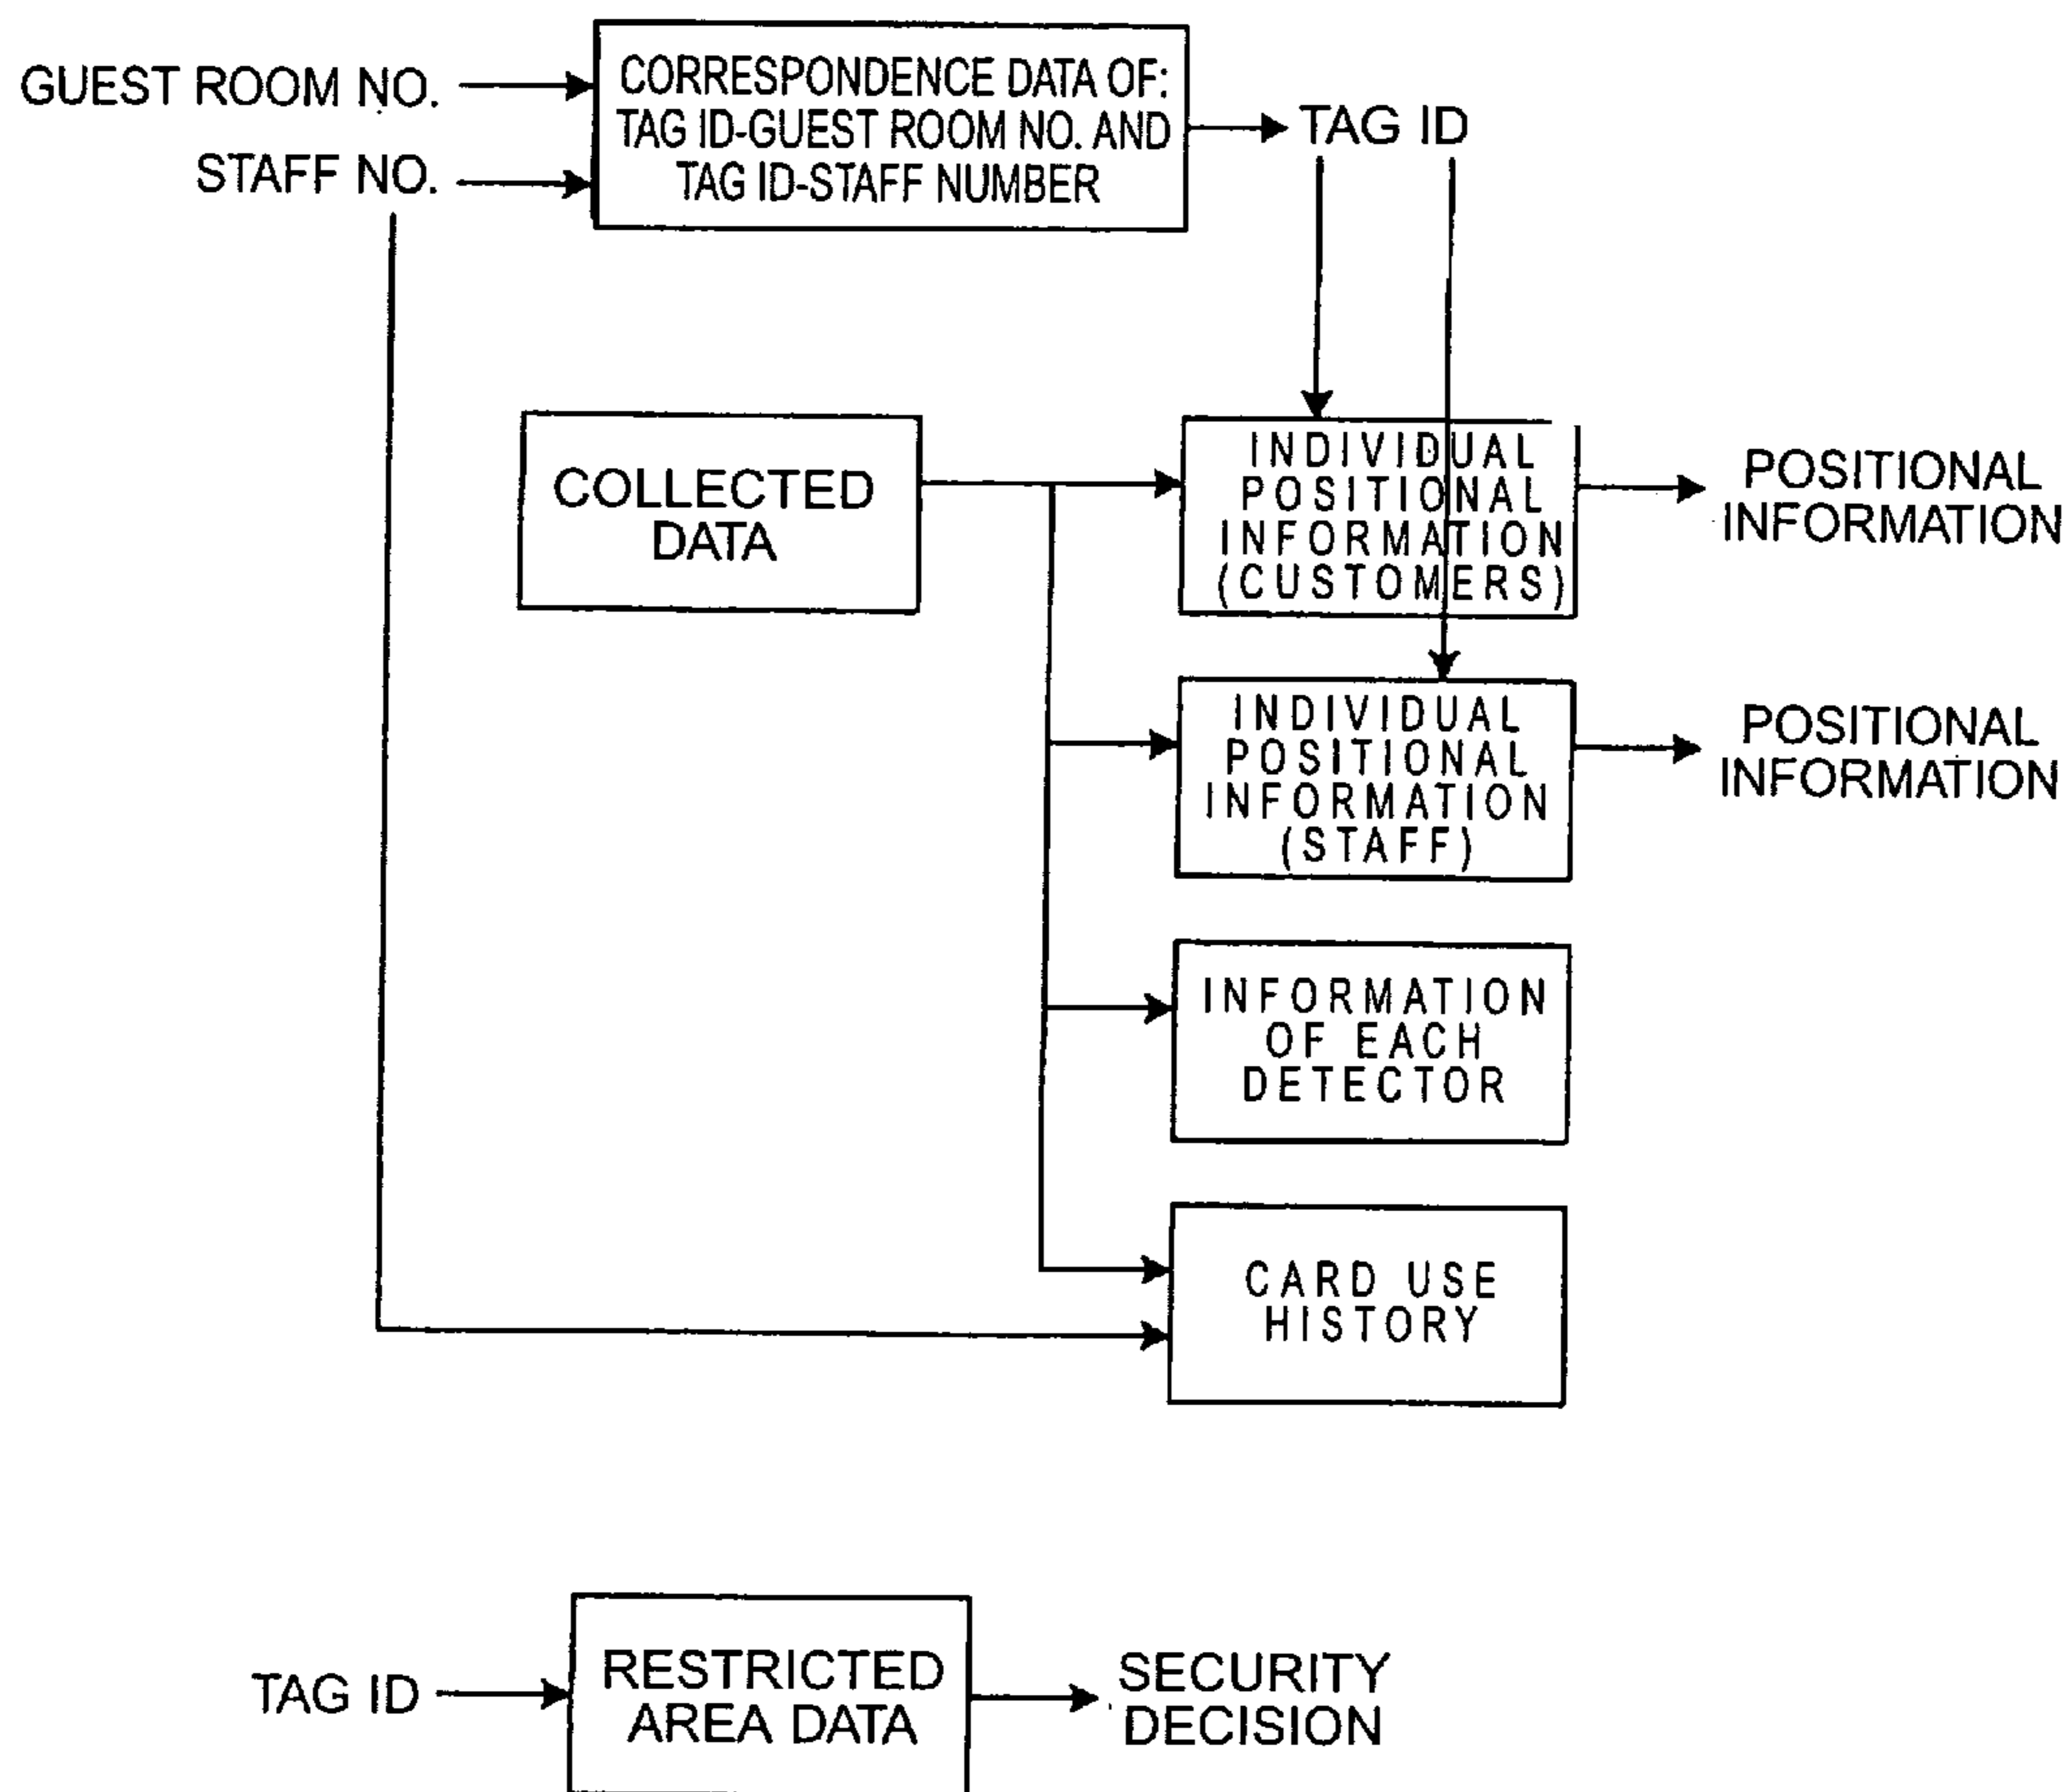 GUEST ROOM NO.
STAFF NO.
CORRESPONDENCE DATA OF:
TAG ID-GUEST ROOM NO. AND
TAG ID-STAFF NUMBER
TAG ID
COLLECTED
DATA
INDIVIDUAL
POSITIONAL
INFORMATION
(CUSTOMERS)
POSITIONAL
INFORMATION
INDIVIDUAL
POSITIONAL
INFORMATION
(STAFF)
POSITIONAL
INFORMATION
INFORMATION
OF EACH
DETECTOR
CARD USE
HISTORY
TAG ID
RESTRICTED
AREA DATA
SECURITY
DECISION